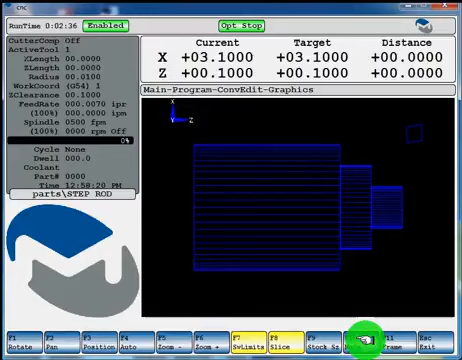 cnc
RunTime 0:02:36 Enabled Opt Stop
CutterComp Off
ActiveTool 1
XLength 00.0000
ZLength 00.0000
Radius 00.0100
WorkCoord (G54) 1
ZClearance 00.1000
FeedRate 000.0070 ipr
(100%) 000.0000 ipm
Spindle 0500 fpm
(100%) 0000 rpm Off
0%
Cycle None
Dwell 000.0
Coolant
Part# 0000
Time 12:58:20 PM
parts\STEP ROD
Current Target Distance
X +03.1000 +03.1000 +00.0000
Z +00.1000 +00.1000 +00.0000
Main-Program-ConvEdit-Graphics
X
Y Z
F1 Rotate
F2 Pan
F3 Position
F4 Auto
F5 Zoom -
F6 Zoom +
F7 SwLimits
F8 Slice
F9 Stock Sz
F11 Frame
Esc Exit